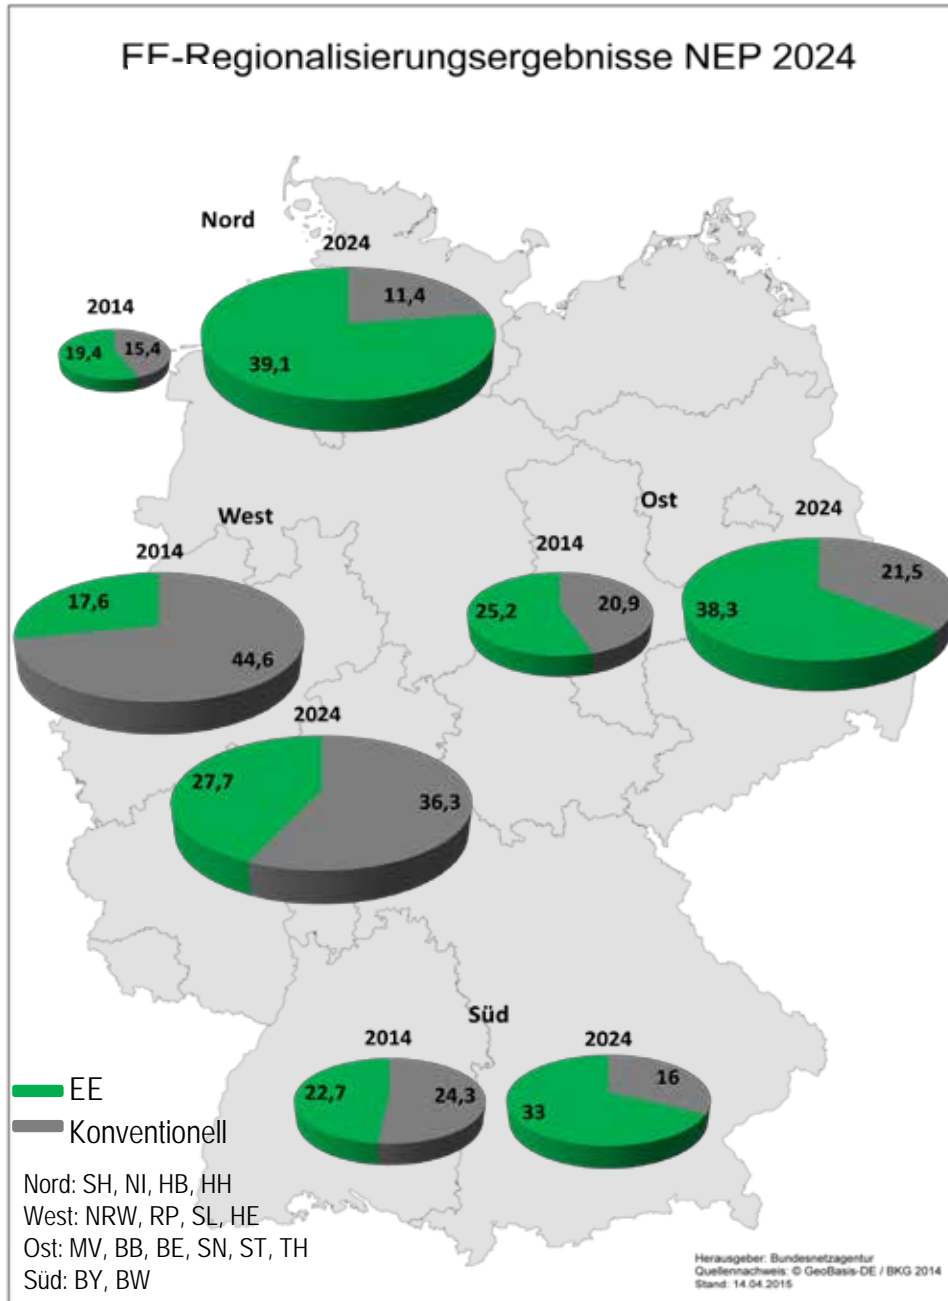 EE-Regionalisierungsergebnisse NEP 2024
Nord
2024
11,4
39,1
2014
19,4
15,4
West
2014
17,6
44,6
Ost
2014
25,2
20,9
2024
21,5
38,3
2024
27,7
36,3
Süd
2014
22,7
24,3
2024
16
33
EE
Konventionell
Nord: SH, NI, HB, HH
West: NRW, RP, SL, HE
Ost: MV, BB, BE, SN, ST, TH
Süd: BY, BW
Herausgeber: Bundesnetzagentur
Quellennachweis: © GeoBasis-DE / BKG 2014
Stand: 14.04.2015